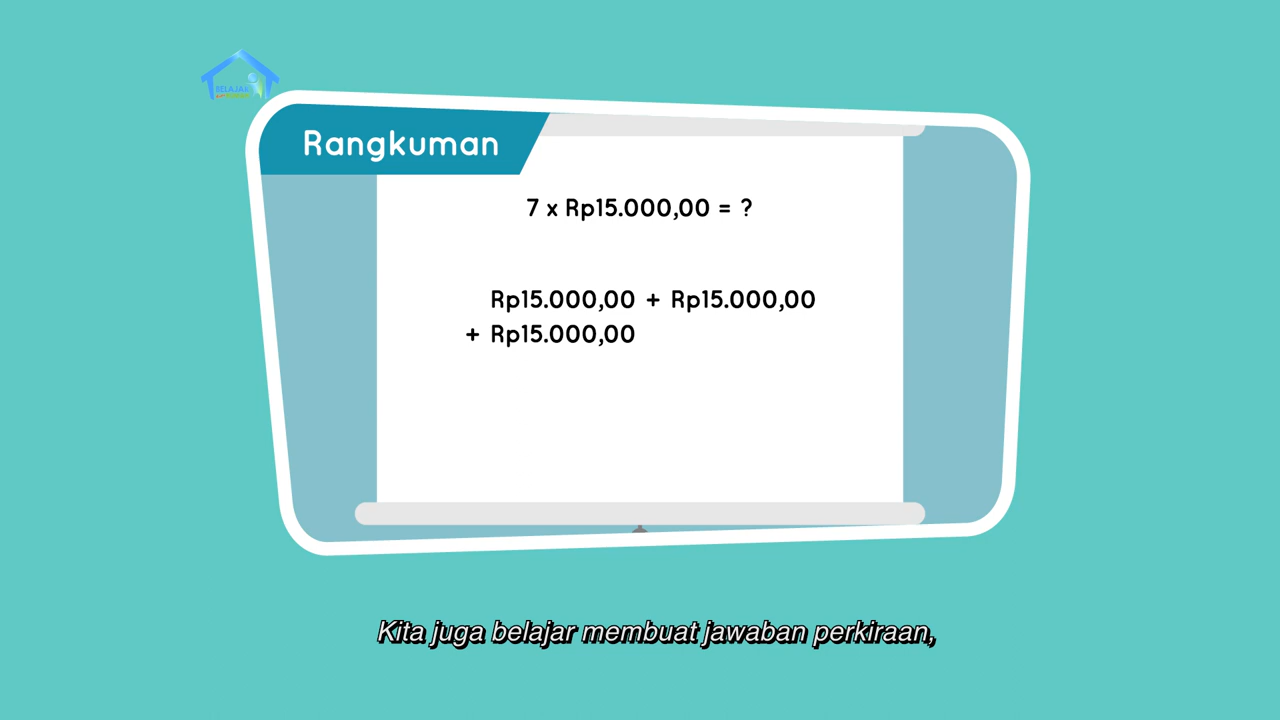 BELAJAR
Rangkuman
7 x Rp15.000,00 = ?
Rp15.000,00 + Rp15.000,00
+ Rp15.000,00
Kita juga belajar membuat jawaban perkiraan,